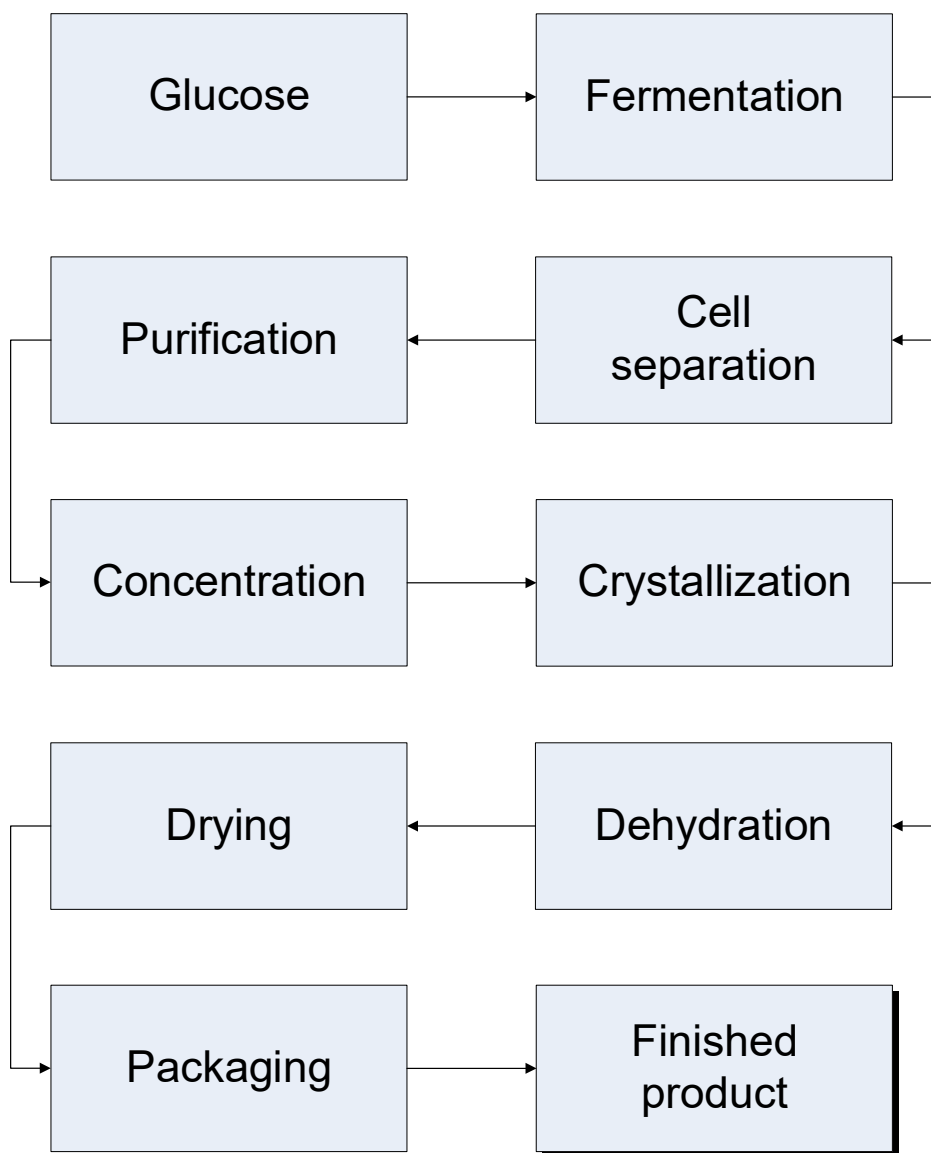 Glucose
Fermentation
Cell
separation
Purification
Concentration
Crystallization
Dehydration
Drying
Packaging
Finished
product